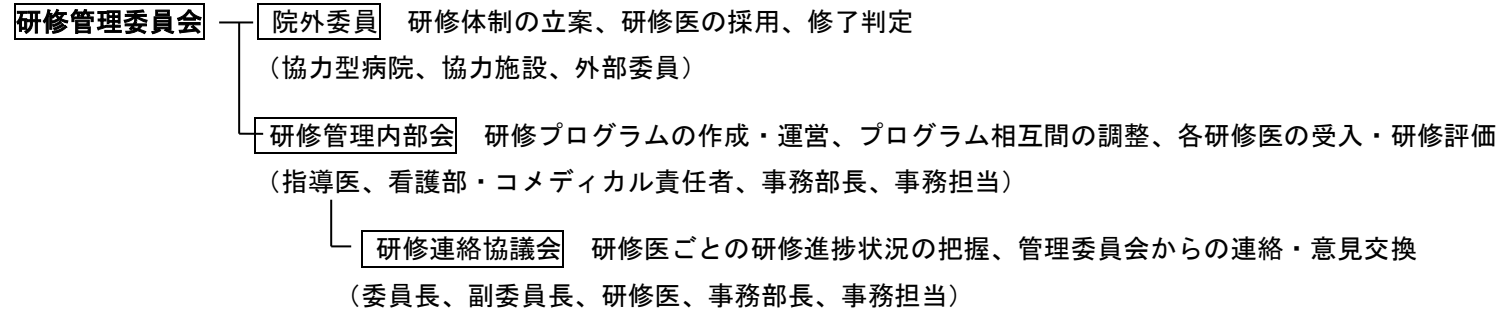 研修管理委員会 院外委員 研修体制の立案、研修医の採用、修了判定
（協力型病院、協力施設、外部委員）
研修管理内部会 研修プログラムの作成・運営、プログラム相互間の調整、各研修医の受入・研修評価
（指導医、看護部・コメディカル責任者、事務部長、事務担当）
研修連絡協議会 研修医ごとの研修進捗状況の把握、管理委員会からの連絡・意見交換
（委員長、副委員長、研修医、事務部長、事務担当）